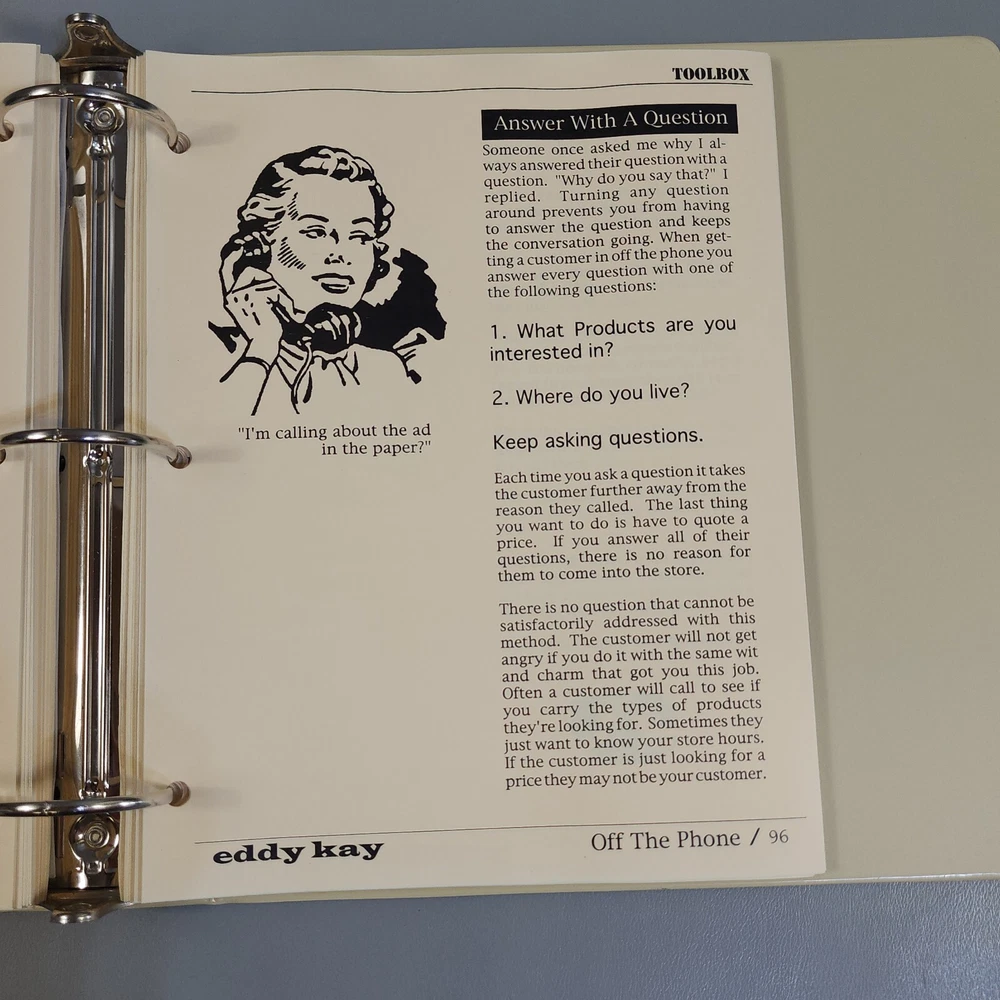 TOOLBOX
"I'm calling about the ad
in the paper?"
Answer With A Question
Someone once asked me why I al-
ways answered their question with a
question. "Why do you say that?" I
replied. Turning any question
around prevents you from having
to answer the question and keeps
the conversation going. When get-
ting a customer in off the phone you
answer every question with one of
the following questions:
1. What Products are you
interested in?
2. Where do you live?
Keep asking questions.
Each time you ask a question it takes
the customer further away from the
reason they called. The last thing
you want to do is have to quote a
price. If you answer all of their
questions, there is no reason for
them to come into the store.
There is no question that cannot be
satisfactorily addressed with this
method. The customer will not get
angry if you do it with the same wit
and charm that got you this job.
Often a customer will call to see if
you carry the types of products
they're looking for. Sometimes they
just want to know your store hours.
If the customer is just looking for a
price they may not be your customer.
eddy kay
Off The Phone / 96